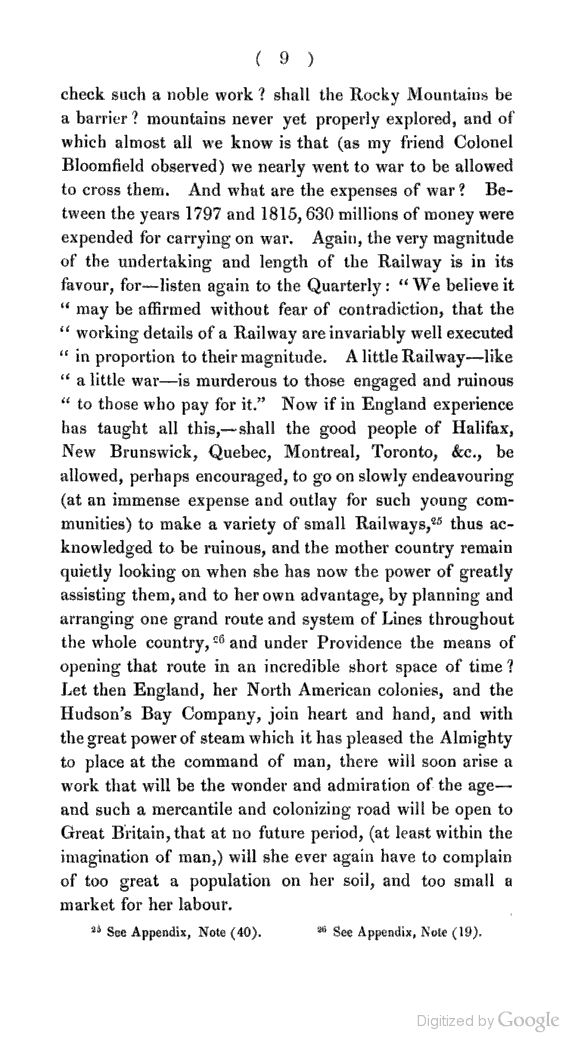 ( 9 )
check such a noble work ? shall the Rocky Mountains be
a barrier ? mountains never yet properly explored, and of
which almost all we know is that (as my friend Colonel
Bloomfield observed) we nearly went to war to be allowed
to cross them. And what are the expenses of war ? Be-
tween the years 1797 and 1815, 630 millions of money were
expended for carrying on war. Again, the very magnitude
of the undertaking and length of the Railway is in its
favour, for—listen again to the Quarterly : “ We believe it
“ may be affirmed without fear of contradiction, that the
“ working details of a Railway are invariably well executed
“ in proportion to their magnitude. A little Railway—like
“ a little war—is murderous to those engaged and ruinous
“ to those who pay for it.” Now if in England experience
has taught all this,—shall the good people of Halifax,
New Brunswick, Quebec, Montreal, Toronto, &c., be
allowed, perhaps encouraged, to go on slowly endeavouring
(at an immense expense and outlay for such young com-
munities) to make a variety of small Railways,²⁵ thus ac-
knowledged to be ruinous, and the mother country remain
quietly looking on when she has now the power of greatly
assisting them, and to her own advantage, by planning and
arranging one grand route and system of Lines throughout
the whole country,²⁶ and under Providence the means of
opening that route in an incredible short space of time ?
Let then England, her North American colonies, and the
Hudson's Bay Company, join heart and hand, and with
the great power of steam which it has pleased the Almighty
to place at the command of man, there will soon arise a
work that will be the wonder and admiration of the age—
and such a mercantile and colonizing road will be open to
Great Britain, that at no future period, (at least within the
imagination of man,) will she ever again have to complain
of too great a population on her soil, and too small a
market for her labour.
²⁵ See Appendix, Note (40). ²⁶ See Appendix, Note (19).
Digitized by Google